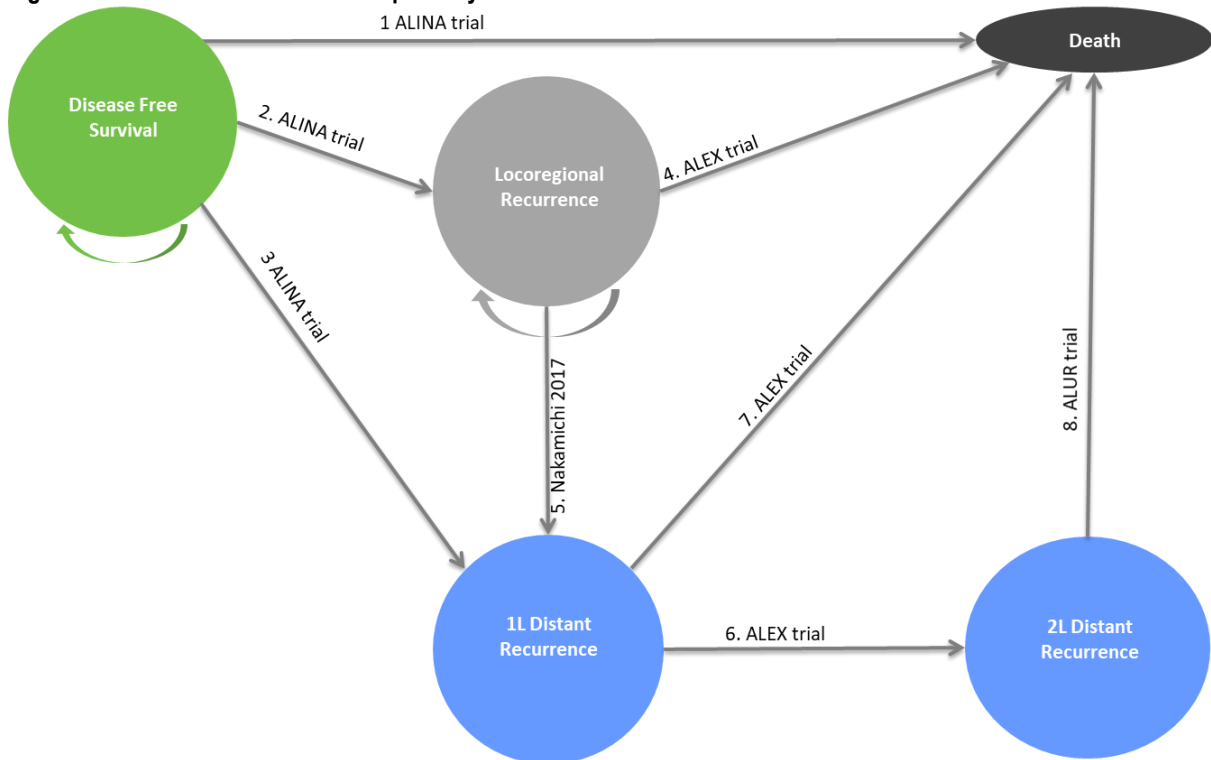 1 ALINA trial
Death
Disease Free
Survival
2. ALINA trial
Locoregional
Recurrence
4. ALEX trial
3 ALINA trial
5. Nakamichi 2017
7. ALEX trial
8. ALUR trial
1L Distant
Recurrence
6. ALEX trial
2L Distant
Recurrence